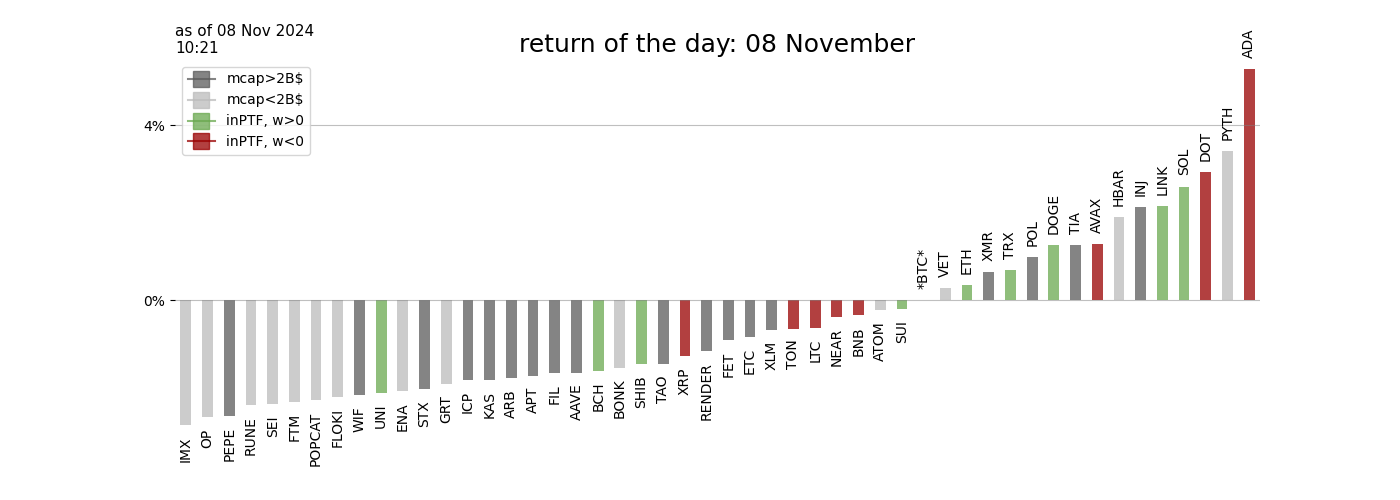 as of 08 Nov 2024
10:21
return of the day: 08 November
mcap>2B$
mcap<2B$
inPTF, w>0
inPTF, w<0
4%
0%
IMX
OP
PEPE
RUNE
SEI
FTM
POPCAT
FLOKI
WIF
UNI
ENA
STX
GRT
ICP
KAS
ARB
APT
FIL
AAVE
BCH
BONK
SHIB
TAO
XRP
RENDER
FET
ETC
XLM
TON
LTC
NEAR
BNB
ATOM
SUI
*BTC*
VET
ETH
XMR
TRX
POL
DOGE
TIA
AVAX
HBAR
INJ
LINK
SOL
DOT
PYTH
ADA